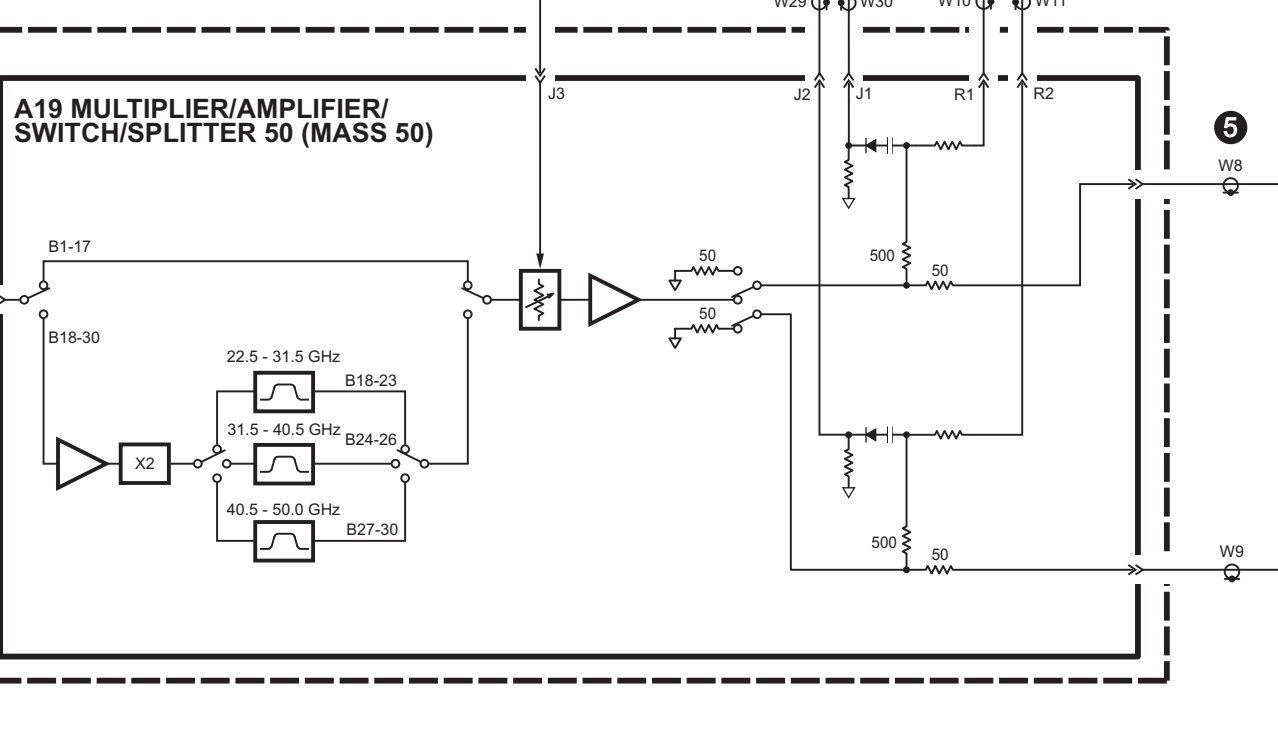 W29 W30 W10 W11
J3 J2 J1 R1 R2
A19 MULTIPLIER/AMPLIFIER/
SWITCH/SPLITTER 50 (MASS 50)
5
W8
B1-17
50
500
50
50
B18-30
22.5 - 31.5 GHz
B18-23
31.5 - 40.5 GHz
B24-26
X2
40.5 - 50.0 GHz
B27-30
500
50
W9